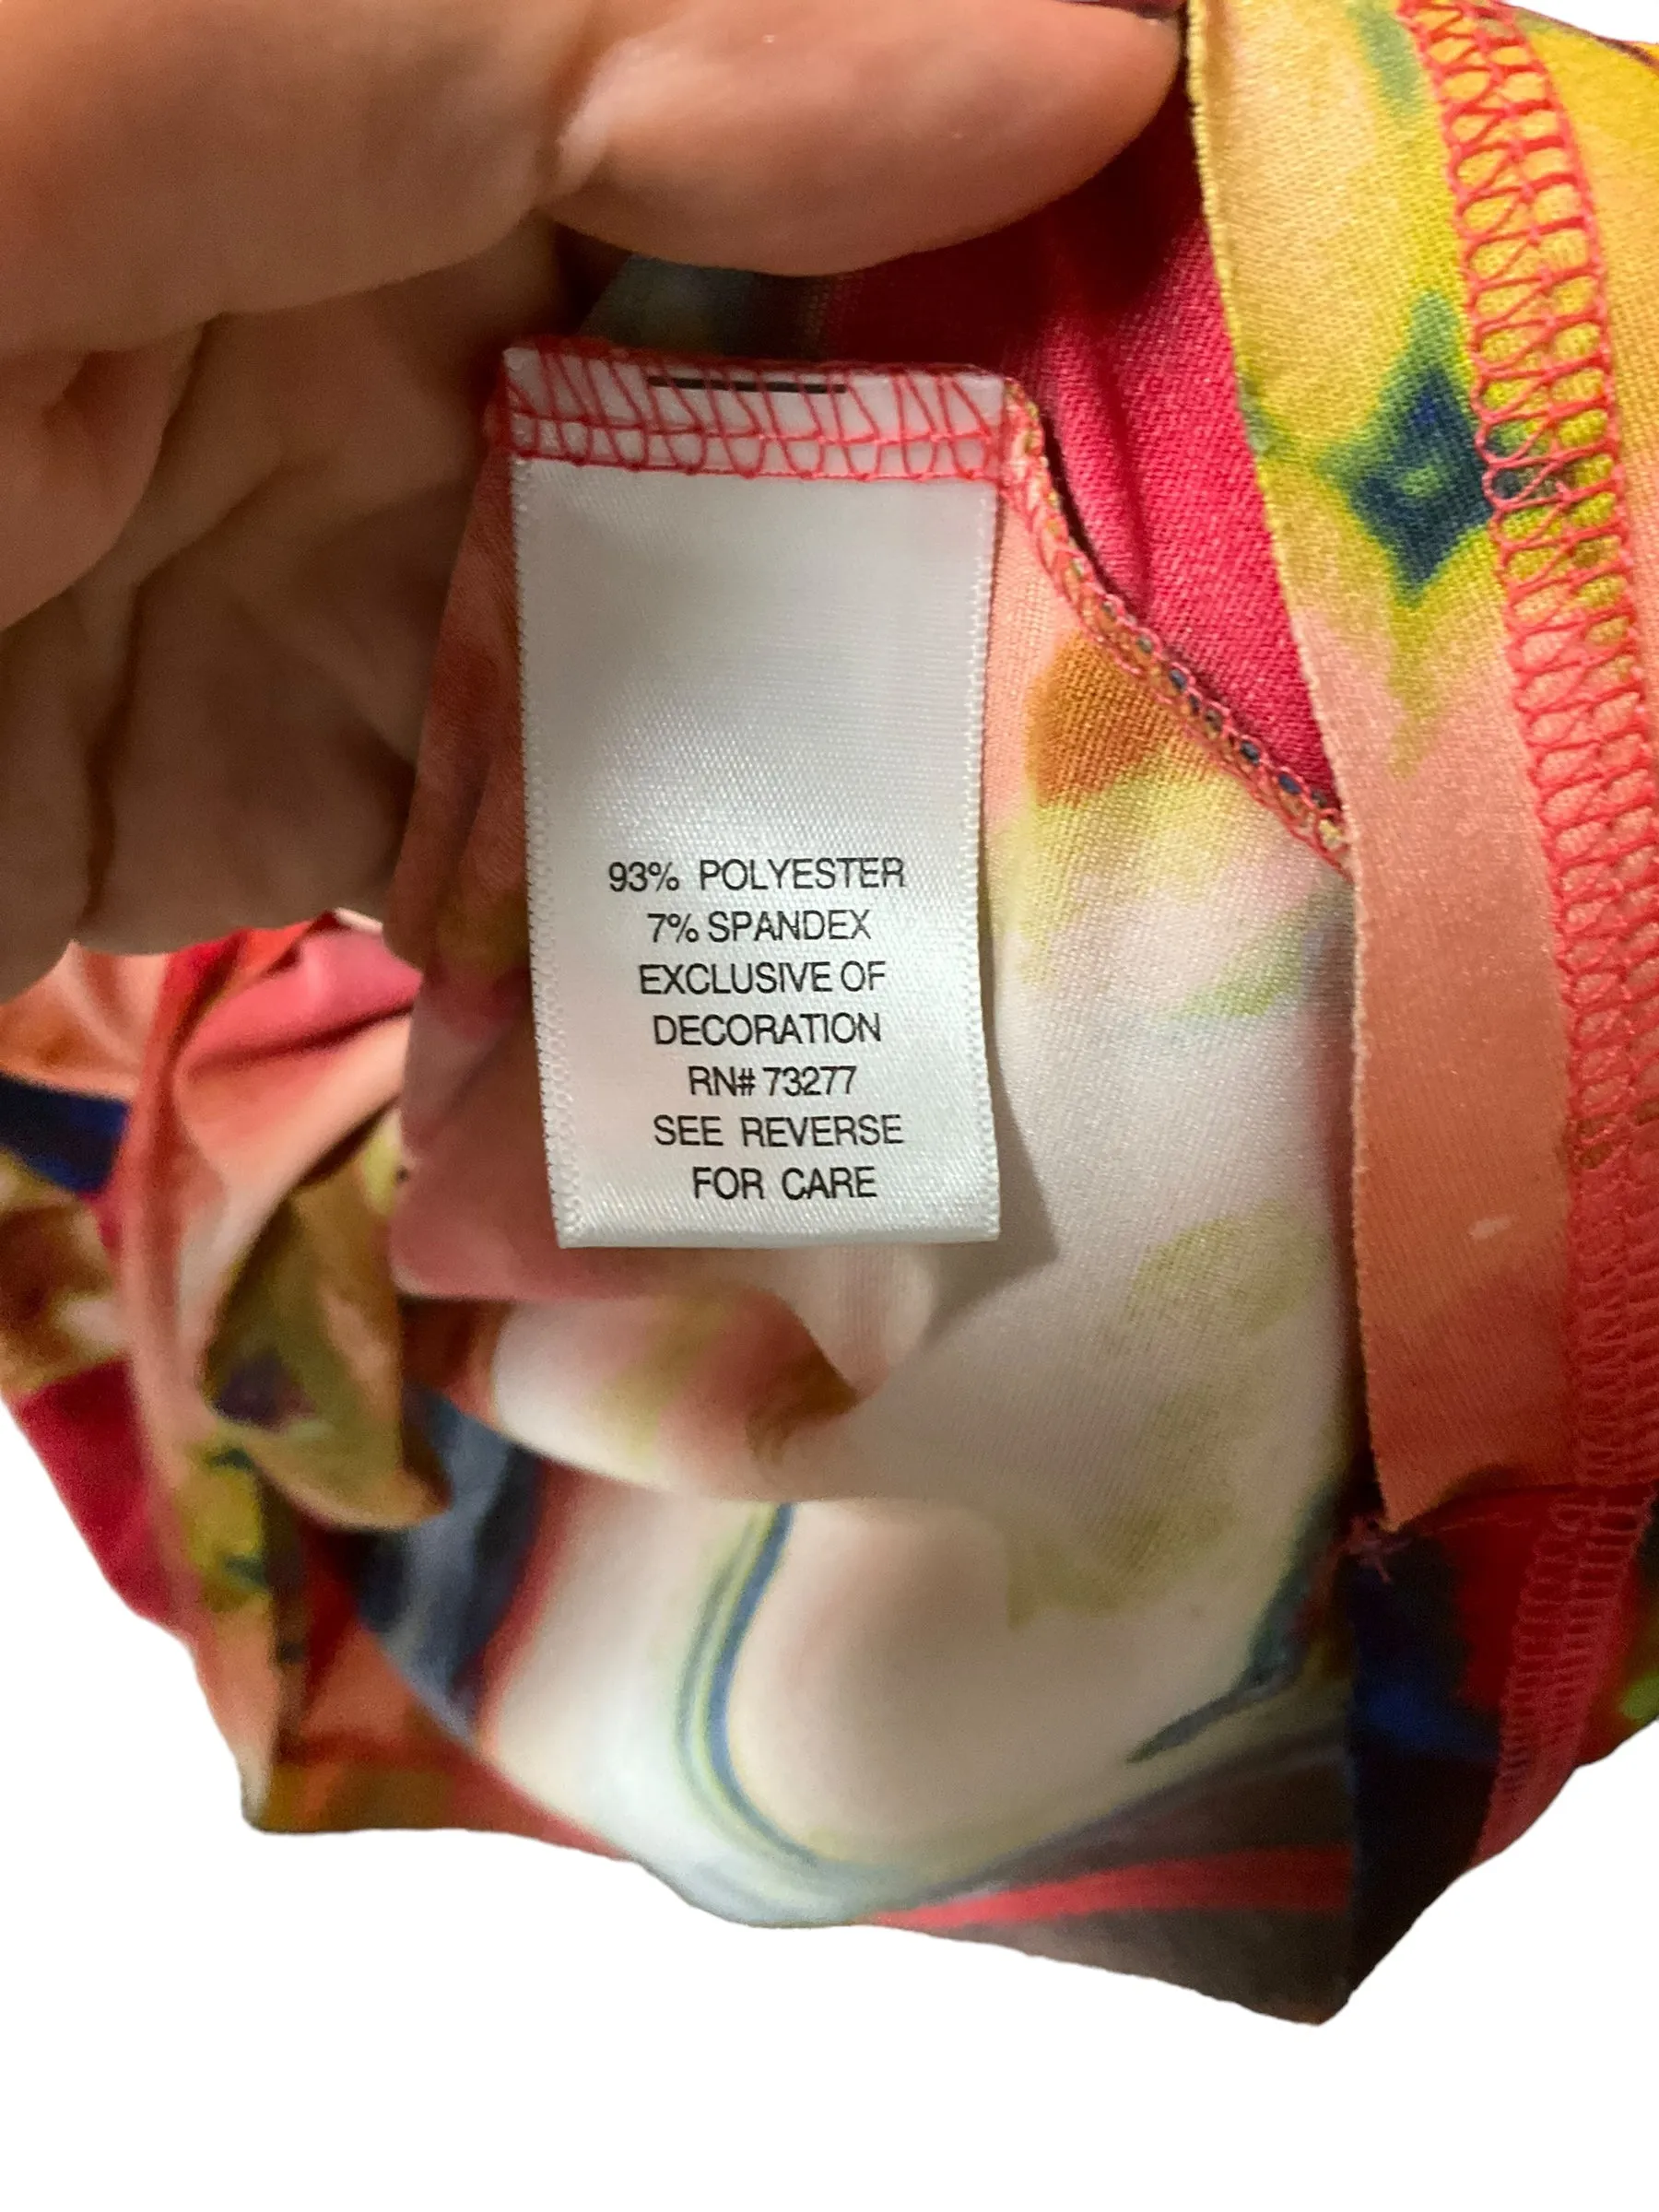 93% POLYESTER
7% SPANDEX
EXCLUSIVE OF
DECORATION
RN# 73277
SEE REVERSE
FOR CARE